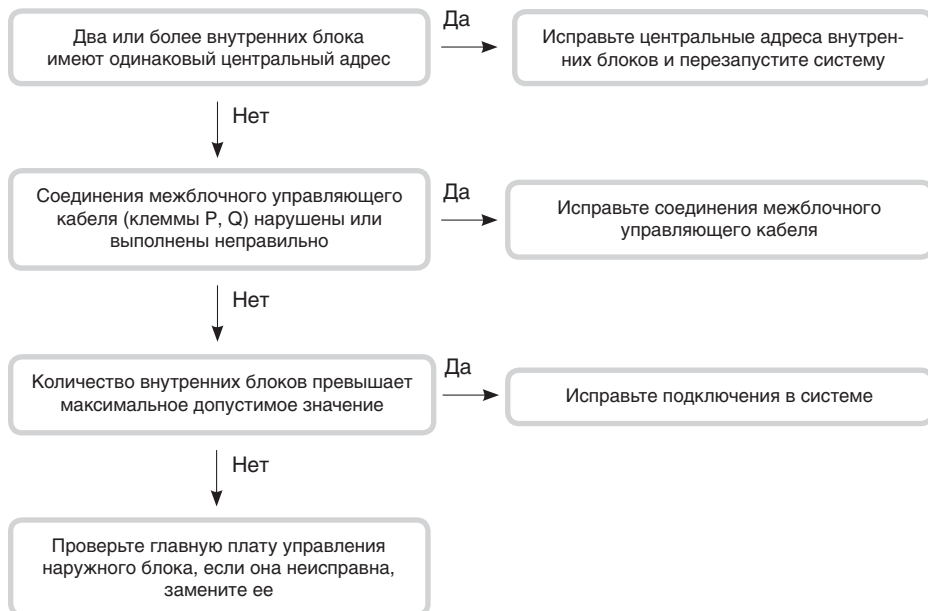 Два или более внутренних блока
имеют одинаковый центральный адрес
Да
Исправьте центральные адреса внутрен-
них блоков и перезапустите систему
Нет
Соединения межблочного управляющего
кабеля (клеммы P, Q) нарушены или
выполнены неправильно
Да
Исправьте соединения межблочного
управляющего кабеля
Нет
Количество внутренних блоков превышает
максимальное допустимое значение
Да
Исправьте подключения в системе
Нет
Проверьте главную плату управления
наружного блока, если она неисправна,
замените ее